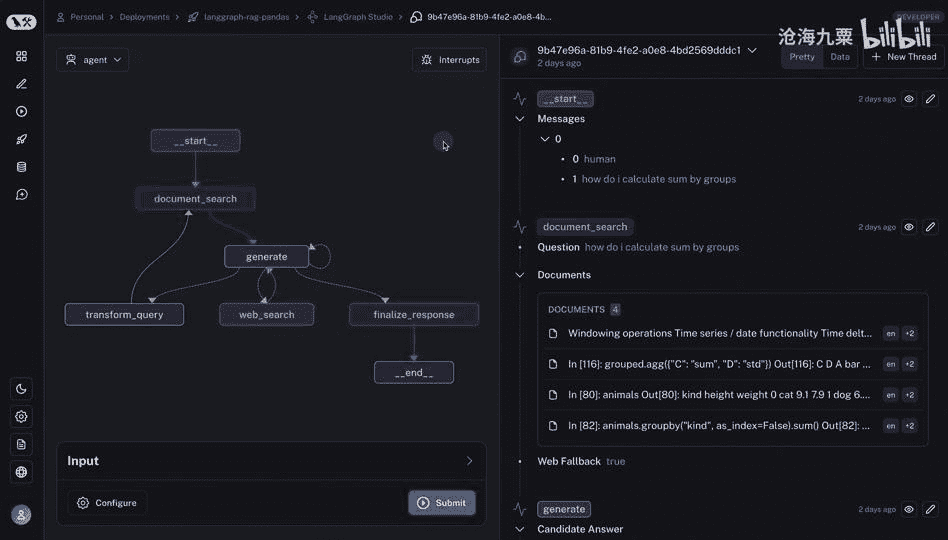 Personal > Deployments > langgraph-rag-pandas > LangGraph Studio > 9b47e96a-81b9-4fe2-a0e8-4b...
DEVELOPER
沧海九粟 bilibili
agent
Interrupts
9b47e96a-81b9-4fe2-a0e8-4bd2569dddc1
2 days ago
Pretty
Data
+ New Thread
__start__
document_search
generate
transform_query
web_search
finalize_response
__end__
Input
Configure
Submit
__start__
2 days ago
Messages
0
0 human
1 how do i calculate sum by groups
document_search
2 days ago
Question how do i calculate sum by groups
Documents
DOCUMENTS 4
Windowing operations Time series / date functionality Time delt... en +2
In [116]: grouped.agg({"C": "sum", "D": "std"}) Out[116]: C D A bar ... en +2
In [80]: animals Out[80]: kind height weight 0 cat 9.1 7.9 1 dog 6.... en +2
In [82]: animals.groupby("kind", as_index=False).sum() Out[82]: ... en +2
Web Fallback true
generate
2 days ago
Candidate Answer